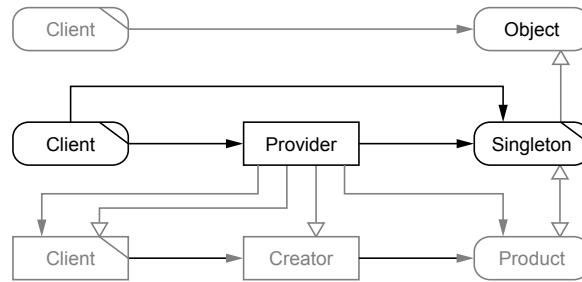 Client
Object
Client
Provider
Singleton
Client
Creator
Product